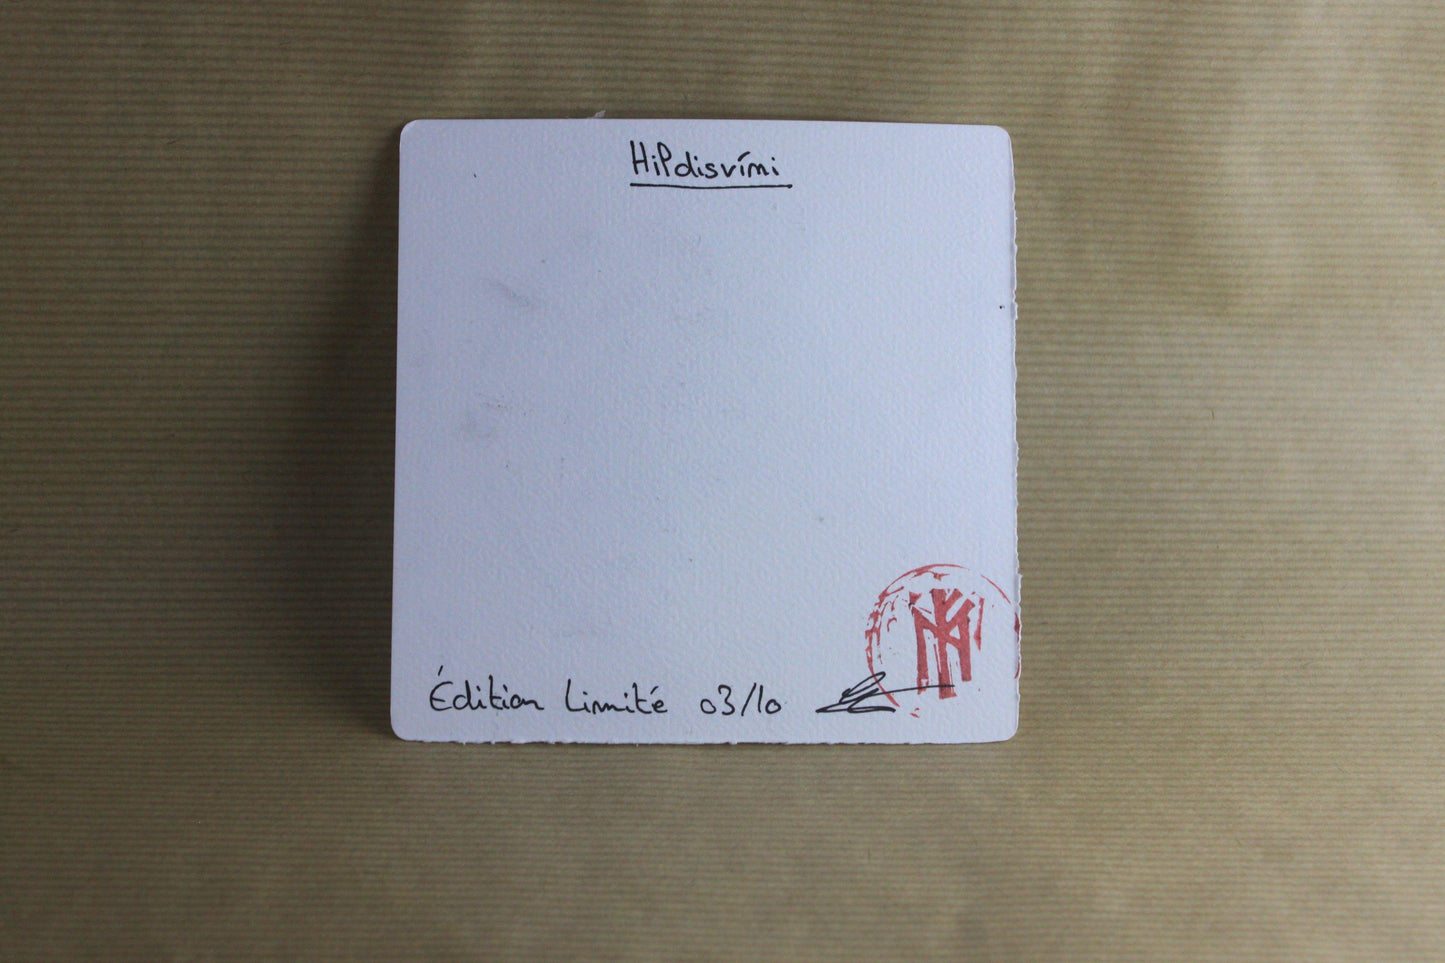 Hildisvíni
Édition Limité 03/10